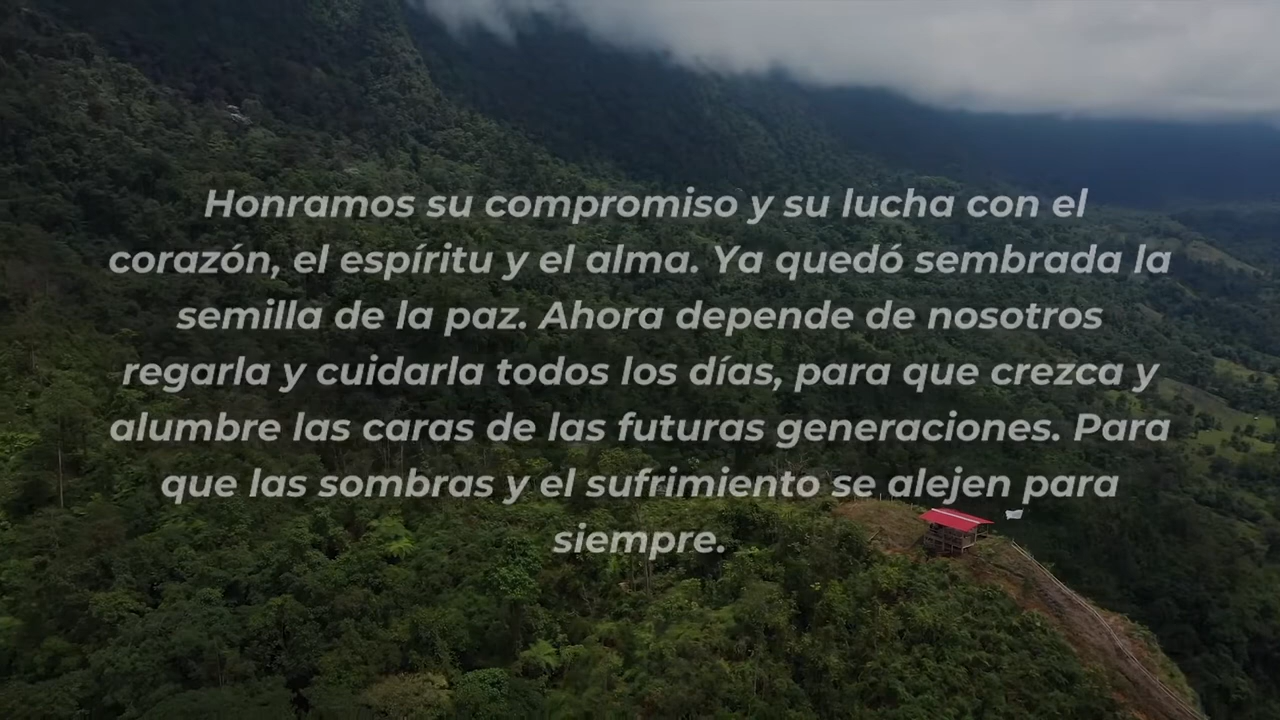 Honramos su compromiso y su lucha con el
corazón, el espíritu y el alma. Ya quedó sembrada la
semilla de la paz. Ahora depende de nosotros
regarla y cuidarla todos los días, para que crezca y
alumbre las caras de las futuras generaciones. Para
que las sombras y el sufrimiento se alejen para
siempre.